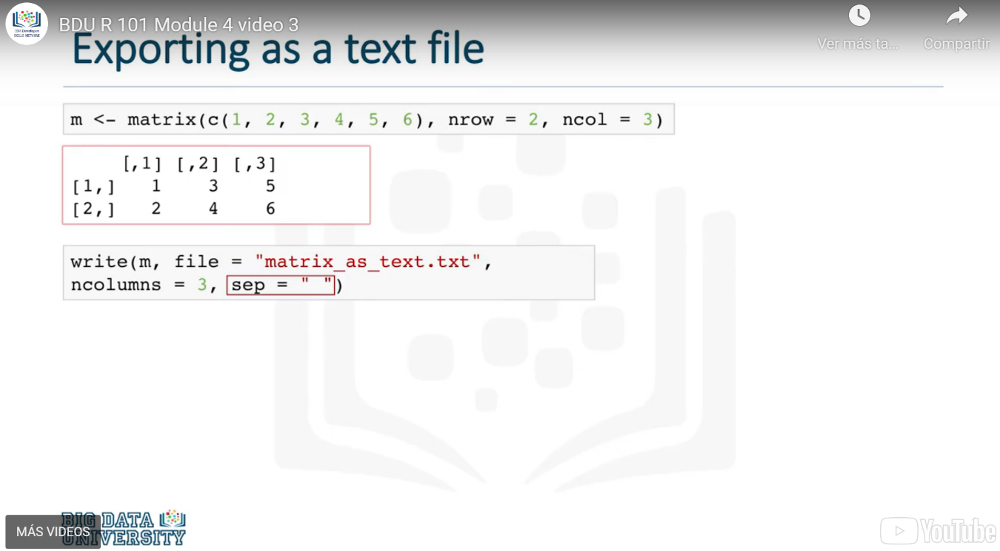 BDU R 101 Module 4 video 3
Ver más ta...
Compartir
Exporting as a text file
m <- matrix(c(1, 2, 3, 4, 5, 6), nrow = 2, ncol = 3)
[,1] [,2] [,3]
[1,] 1 3 5
[2,] 2 4 6
write(m, file = "matrix_as_text.txt",
ncolumns = 3, sep = " ")
BIG DATA
UNIVERSITY
MÁS VIDEOS
YouTube